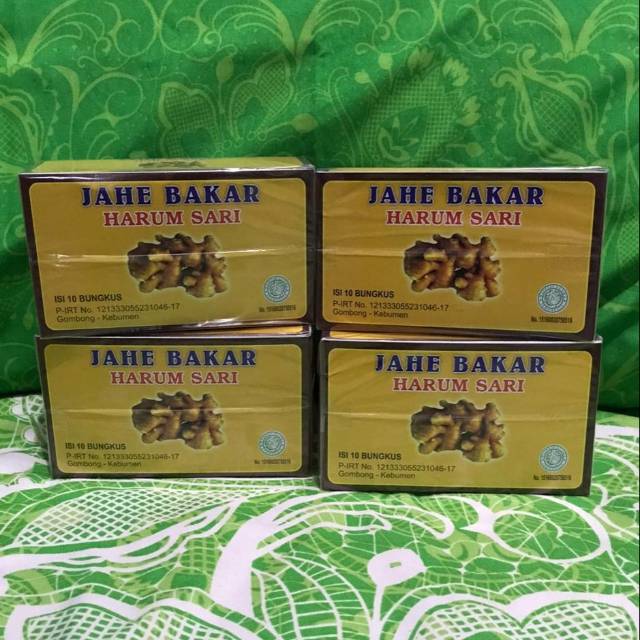 JAHE BAKAR
HARUM SARI
ISI 10 BUNGKUS
P-IRT No. 121333055231046-17
Gombong - Kebumen
JAHE BAKAR
HARUM SARI
ISI 10 BUNGKUS
P-IRT No. 121333055231046-17
Gombong - Kebumen
JAHE BAKAR
HARUM SARI
ISI 10 BUNGKUS
P-IRT No. 121333055231046-17
Gombong - Kebumen
JAHE BAKAR
HARUM SARI
ISI 10 BUNGKUS
P-IRT No. 121333055231046-17
Gombong - Kebumen